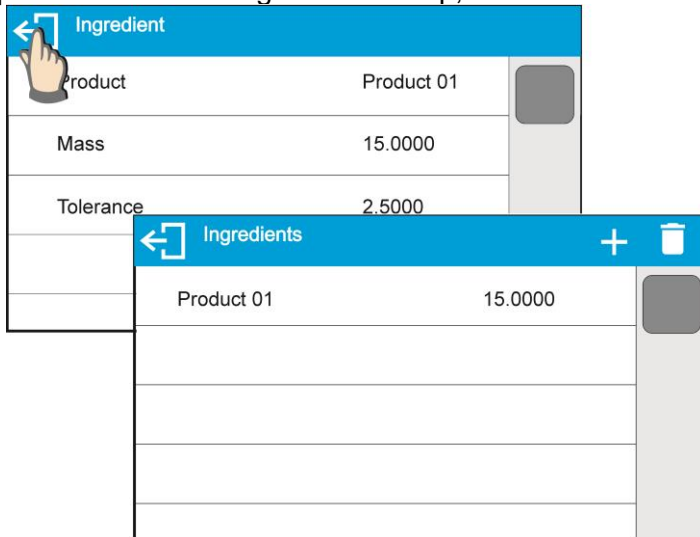 Ingredient
Product Product 01
Mass 15.0000
Tolerance 2.5000
Ingredients
Product 01 15.0000